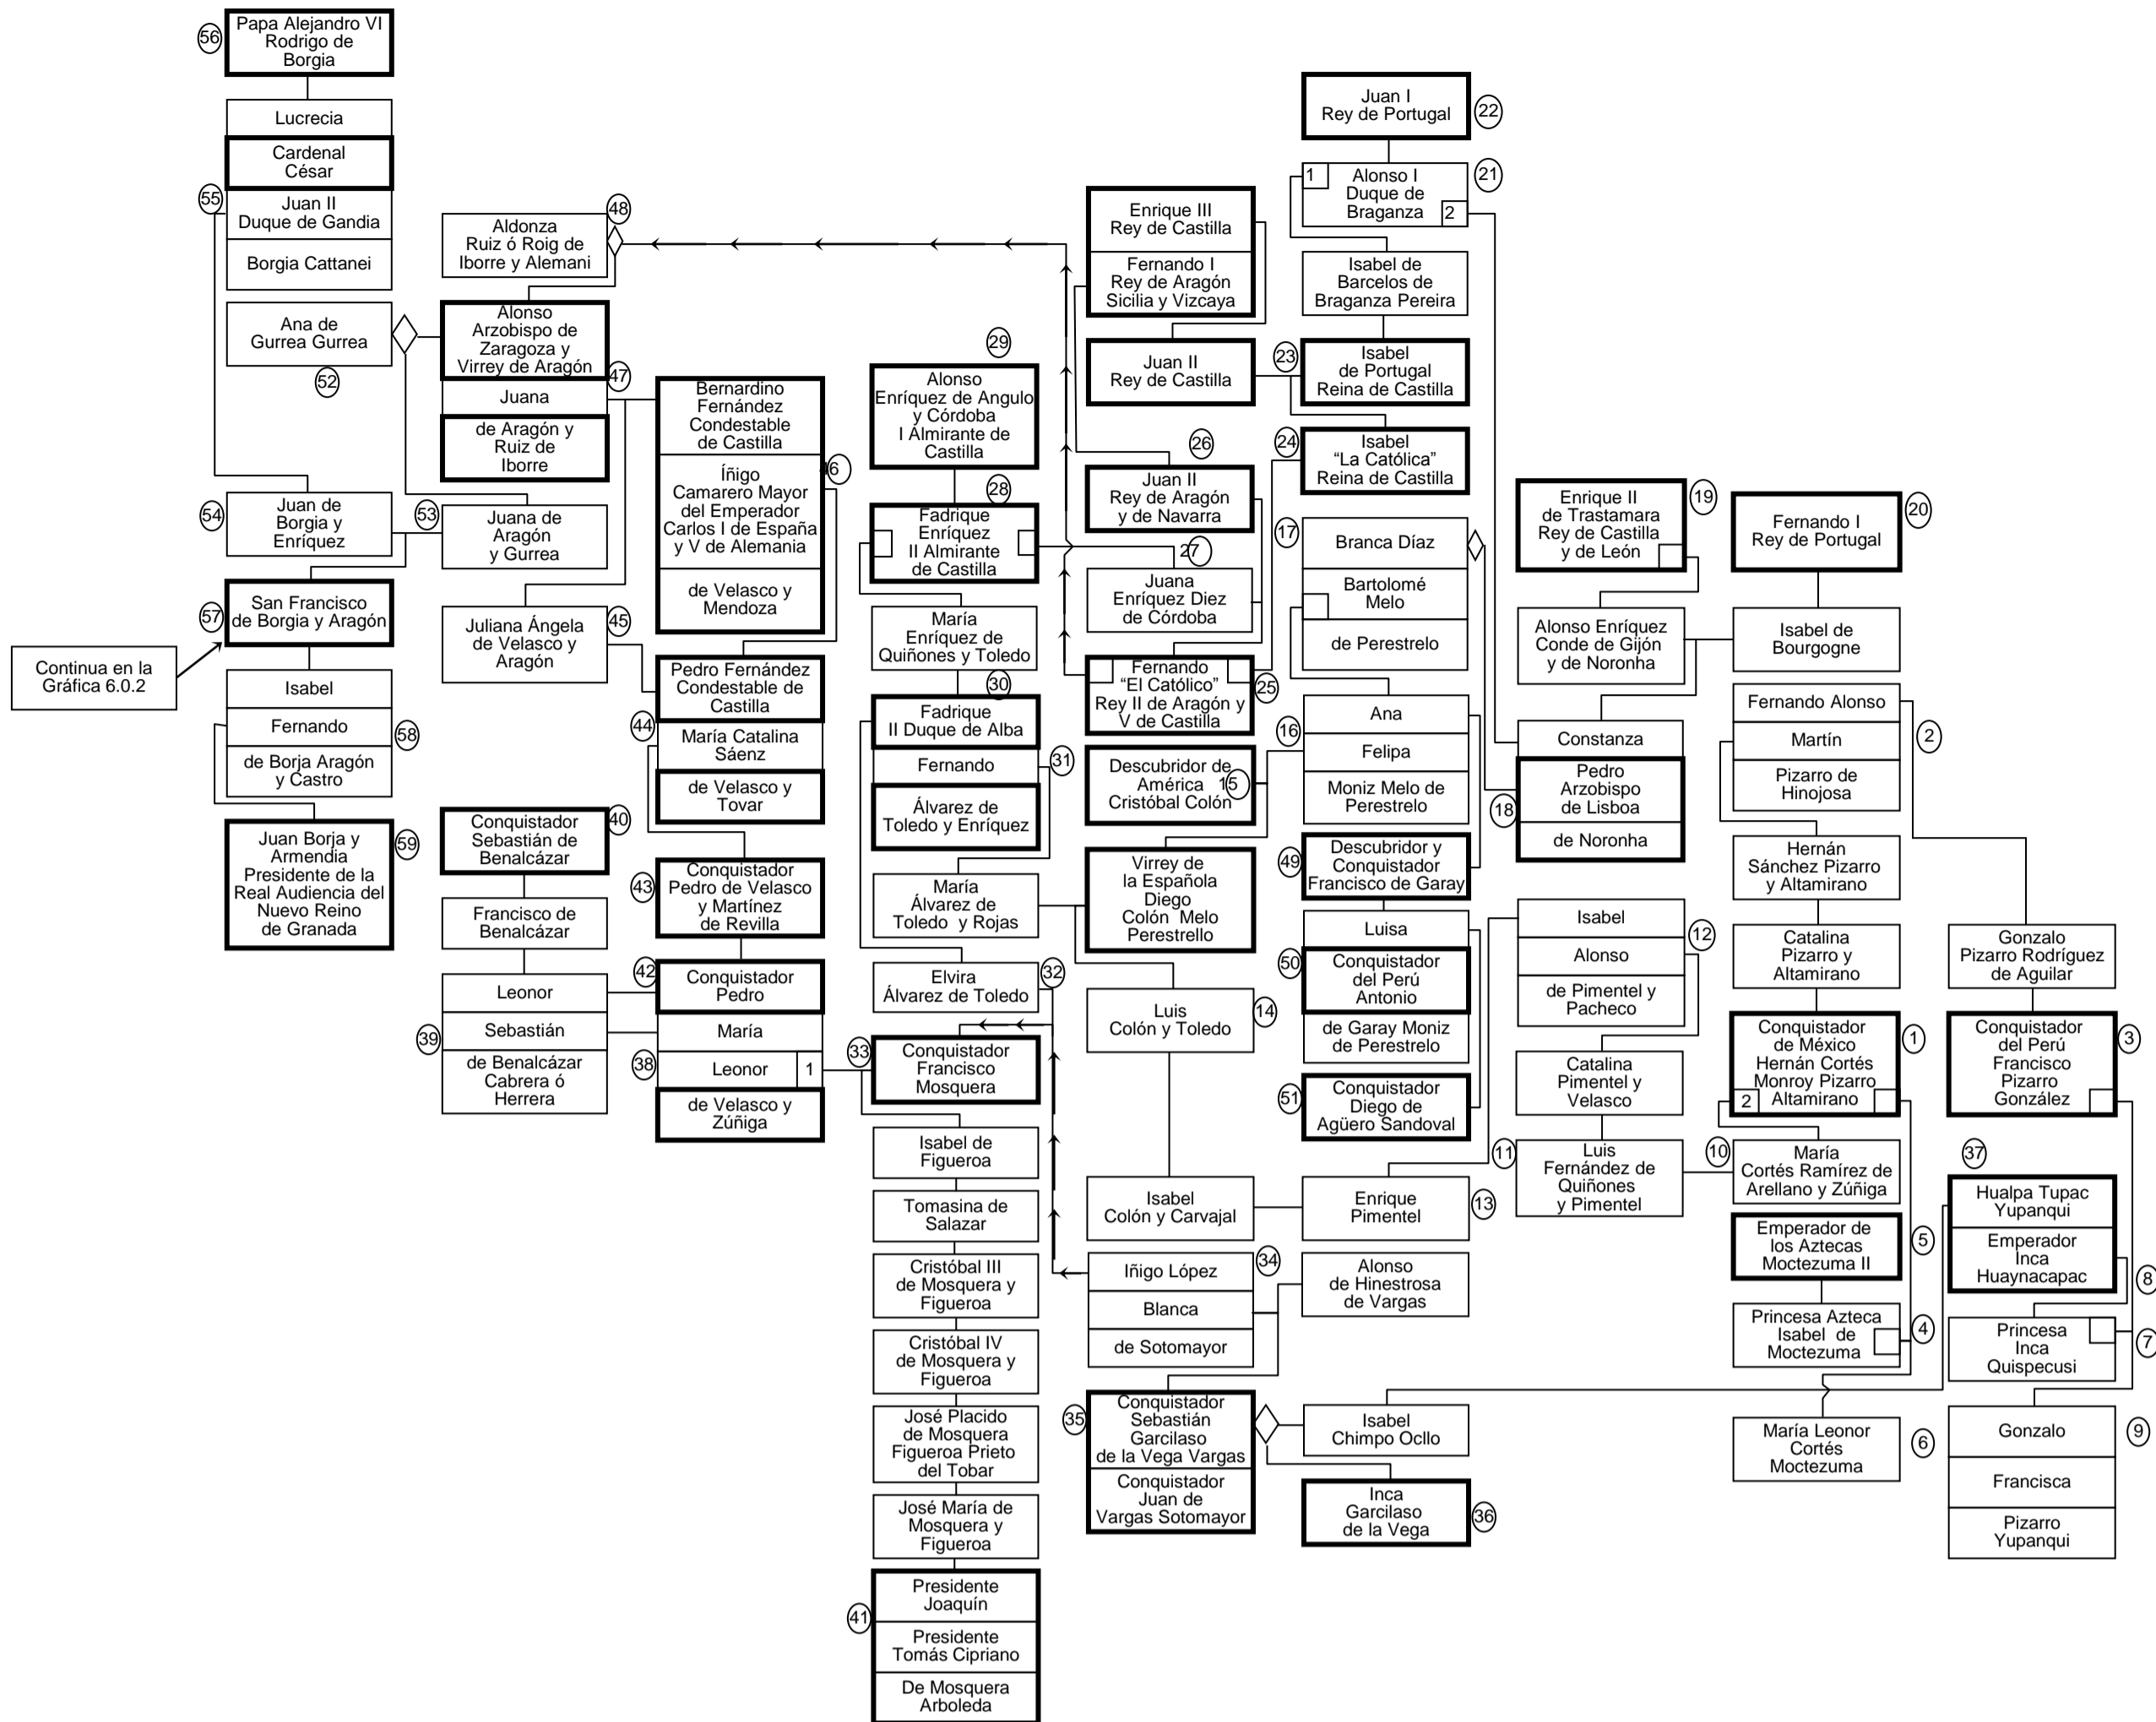 56
Papa Alejandro VI
Rodrigo de
Borgia
Lucrecia
Cardenal
César
55
Juan II
Duque de Gandia
Borgia Cattanei
Ana de
Gurrea Gurrea
52
54
Juan de
Borgia y
Enríquez
57
San Francisco
de Borgia y Aragón
Continua en la
Gráfica 6.0.2
Isabel
Fernando
58
de Borja Aragón
y Castro
Juan Borja y
Armendia
Presidente de la
Real Audiencia del
Nuevo Reino
de Granada
59
48
Aldonza
Ruiz ó Roig de
Iborre y Alemani
Alonso
Arzobispo de
Zaragoza y
Virrey de Aragón
47
Juana
de Aragón y
Ruiz de
Iborre
53
Juana de
Aragón
y Gurrea
Juliana Ángela
de Velasco y
Aragón
45
Conquistador
Sebastián de
Benalcázar
40
Francisco de
Benalcázar
Leonor
Sebastián
39
de Benalcázar
Cabrera ó
Herrera
Bernardino
Fernández
Condestable
de Castilla
Íñigo
Camarero Mayor
del Emperador
Carlos I de España
y V de Alemania
46
de Velasco y
Mendoza
Pedro Fernández
Condestable de
Castilla
44
María Catalina
Sáenz
de Velasco y
Tovar
43
Conquistador
Pedro de Velasco
y Martínez
de Revilla
42
Conquistador
Pedro
María
38
Leonor
1
de Velasco y
Zúñiga
29
Alonso
Enríquez de Angulo
y Córdoba
I Almirante de
Castilla
28
Fadrique
Enríquez
II Almirante
de Castilla
María
Enríquez de
Quiñones y Toledo
30
Fadrique
II Duque de Alba
Fernando
31
Álvarez de
Toledo y Enríquez
María
Álvarez de
Toledo y Rojas
Elvira
Álvarez de Toledo
32
33
Conquistador
Francisco
Mosquera
Isabel de
Figueroa
Tomasina de
Salazar
Cristóbal III
de Mosquera y
Figueroa
Cristóbal IV
de Mosquera y
Figueroa
José Placido
de Mosquera
Figueroa Prieto
del Tobar
José María de
Mosquera y
Figueroa
41
Presidente
Joaquín
Presidente
Tomás Cipriano
De Mosquera
Arboleda
Enrique III
Rey de Castilla
Fernando I
Rey de Aragón
Sicilia y Vizcaya
Juan II
Rey de Castilla
26
Juan II
Rey de Aragón
y de Navarra
27
Juana
Enríquez Diez
de Córdoba
Fernando
“El Católico”
Rey II de Aragón y
V de Castilla
25
Descubridor de
América
Cristóbal Colón
15
Virrey de
la Española
Diego
Colón Melo
Perestrello
Luis
Colón y Toledo
14
Isabel
Colón y Carvajal
Iñigo López
34
Blanca
de Sotomayor
35
Conquistador
Sebastián
Garcilaso
de la Vega Vargas
Conquistador
Juan de
Vargas Sotomayor
Juan I
Rey de Portugal
22
1
Alonso I
Duque de
Braganza
2
21
Isabel de
Barcelos de
Braganza Pereira
23
Isabel
de Portugal
Reina de Castilla
24
Isabel
“La Católica”
Reina de Castilla
17
Branca Díaz
Bartolomé
Melo
de Perestrelo
Ana
16
Felipa
Moniz Melo de
Perestrelo
49
Descubridor y
Conquistador
Francisco de Garay
Luisa
50
Conquistador
del Perú
Antonio
de Garay Moniz
de Perestrelo
51
Conquistador
Diego de
Agüero Sandoval
Enrique
Pimentel
13
Alonso
de Hinestrosa
de Vargas
Isabel
Chimpo Ocllo
Inca
Garcilaso
de la Vega
36
Enrique II
de Trastamara
Rey de Castilla
y de León
19
Alonso Enríquez
Conde de Gijón
y de Noronha
Constanza
Pedro
Arzobispo
de Lisboa
18
de Noronha
Isabel
12
Alonso
de Pimentel y
Pacheco
Catalina
Pimentel y
Velasco
11
Luis
Fernández de
Quiñones
y Pimentel
Fernando I
Rey de Portugal
20
Isabel de
Bourgogne
Fernando Alonso
Martín
2
Pizarro de
Hinojosa
Hernán
Sánchez Pizarro
y Altamirano
Catalina
Pizarro y
Altamirano
Conquistador
de México
Hernán Cortés
Monroy Pizarro
Altamirano
2
1
10
María
Cortés Ramírez de
Arellano y Zúñiga
Emperador de
los Aztecas
Moctezuma II
5
Princesa Azteca
Isabel de
Moctezuma
4
María Leonor
Cortés
Moctezuma
6
Gonzalo
Pizarro Rodríguez
de Aguilar
Conquistador
del Perú
Francisco
Pizarro
González
3
37
Hualpa Tupac
Yupanqui
Emperador
Inca
Huaynacapac
8
Princesa
Inca
Quispecusi
7
Gonzalo
9
Francisca
Pizarro
Yupanqui